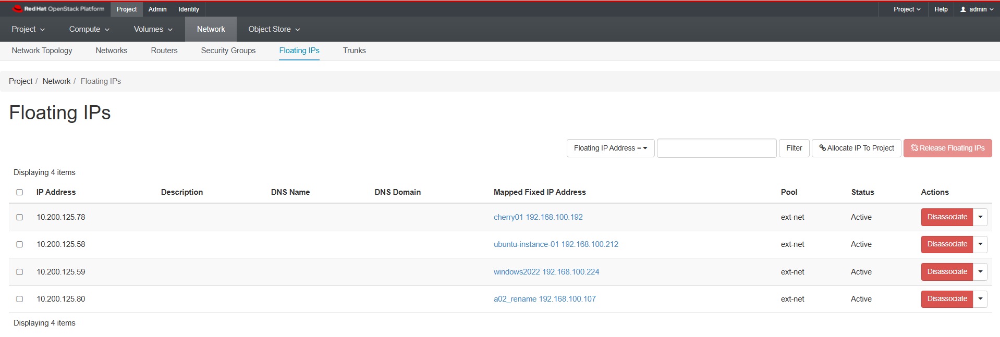 Red Hat OpenStack Platform Project Admin Identity Project Help admin
Project Compute Volumes Network Object Store
Network Topology Networks Routers Security Groups Floating IPs Trunks
Project / Network / Floating IPs
Floating IPs
Floating IP Address = Filter Allocate IP To Project Release Floating IPs
Displaying 4 items
IP Address Description DNS Name DNS Domain Mapped Fixed IP Address Pool Status Actions
10.200.125.78 cherry01 192.168.100.192 ext-net Active Disassociate
10.200.125.58 ubuntu-instance-01 192.168.100.212 ext-net Active Disassociate
10.200.125.59 windows2022 192.168.100.224 ext-net Active Disassociate
10.200.125.80 a02_rename 192.168.100.107 ext-net Active Disassociate
Displaying 4 items